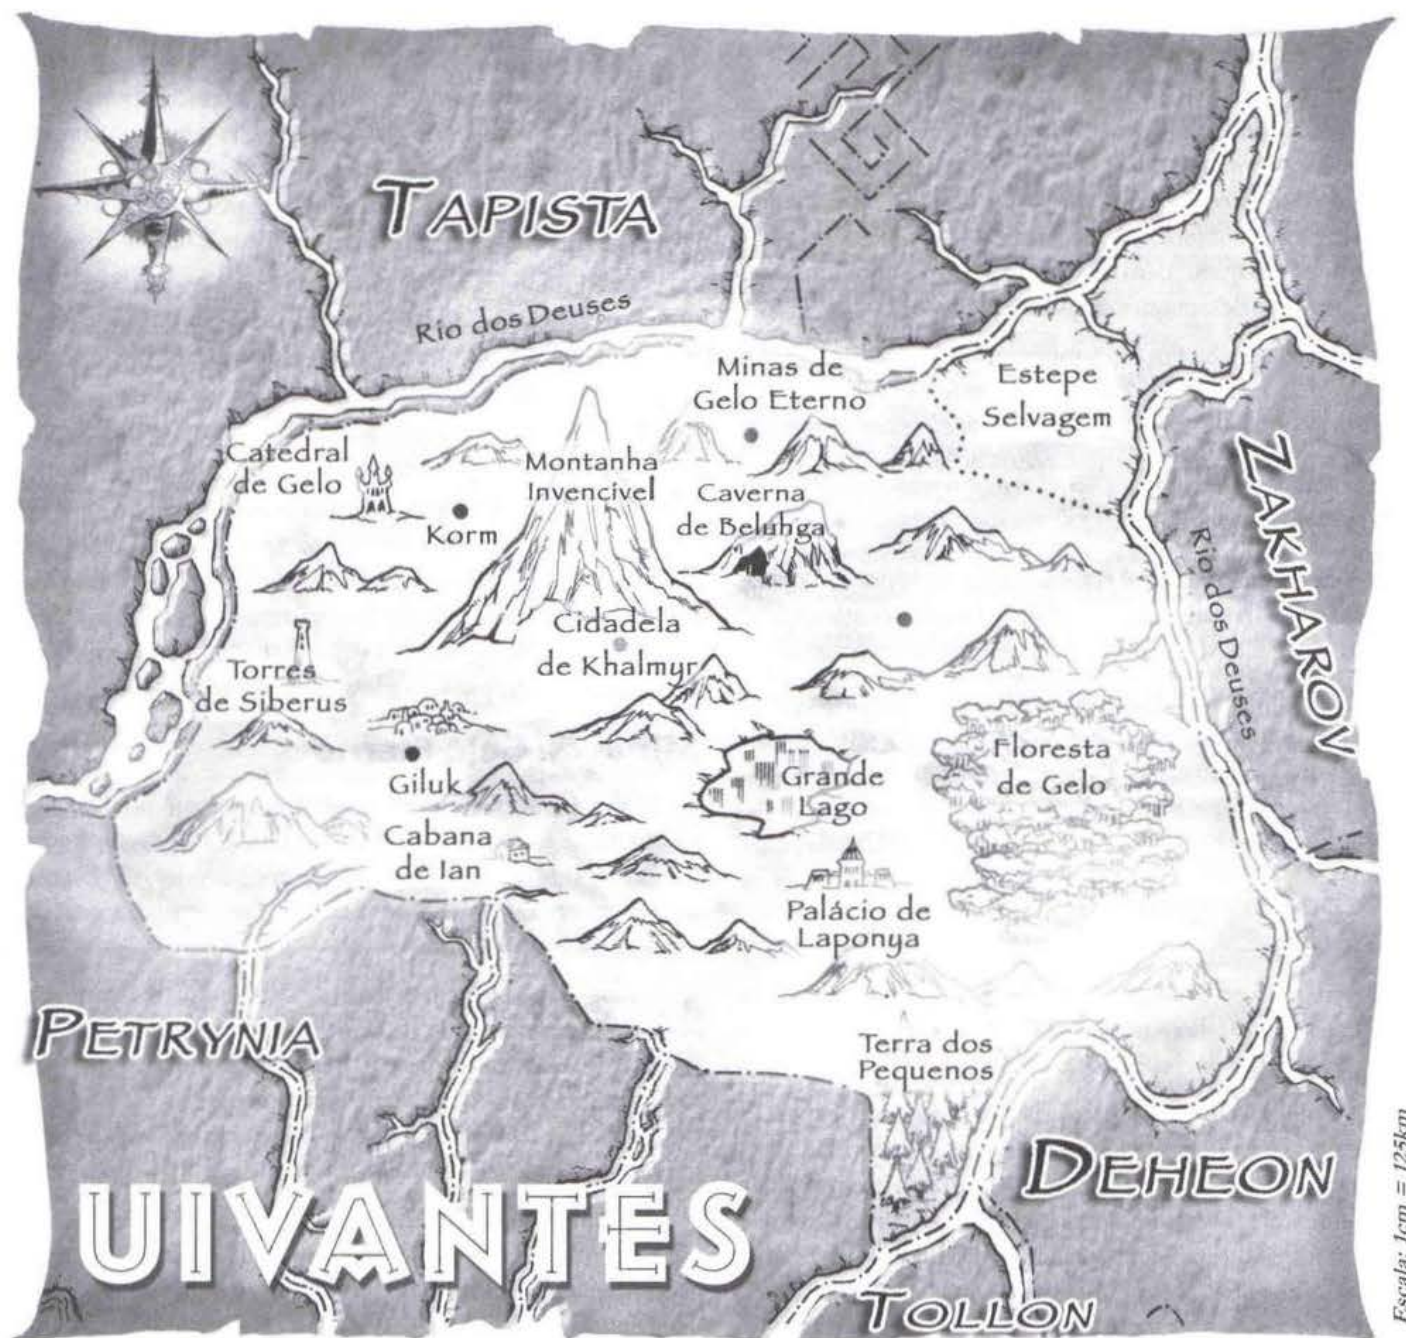 TAPISTA
Rio dos Deuses
Minas de
Gelo Eterno
Estepe
Selvagem
ZAKHAROV
Catedral
de Gelo
Montanha
Invencível
Caverna
de Beluhga
Korm
Rio dos Deuses
Cidadela
de Khalmyr
Torres
de Siberus
Floresta
de Gelo
Grande
Lago
Giluk
Cabana
de Ian
Palácio de
Laponya
PETRYNIA
Terra dos
Pequenos
DEHEON
UIVANTES
TOLLON
Escala: 1cm = 125km